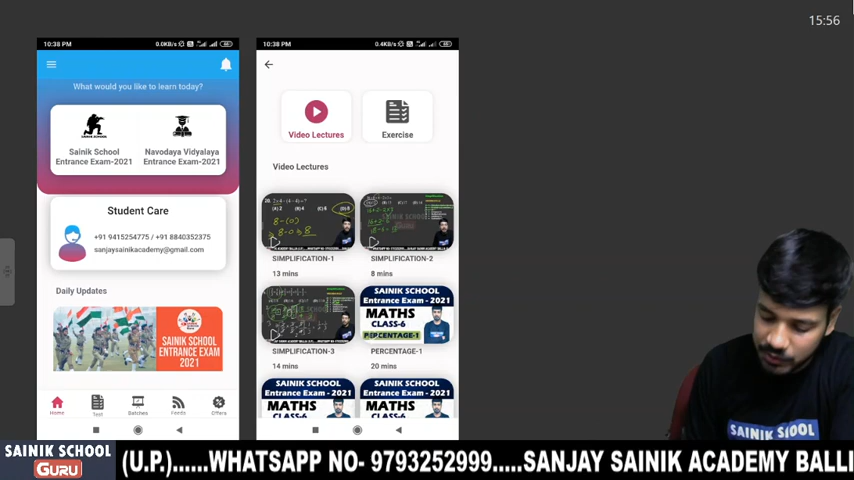 15:56
10:38 PM
0.0KB/s
What would you like to learn today?
Sainik School
Entrance Exam-2021
Navodaya Vidyalaya
Entrance Exam-2021
Student Care
+91 9415254775 / +91 8840352375
sanjaysainikacademy@gmail.com
Daily Updates
SAINIK SCHOOL
ENTRANCE EXAM
2021
Home
Test
Batches
Feeds
Offers
10:38 PM
0.4KB/s
Video Lectures
Exercise
Video Lectures
SIMPLIFICATION-1
13 mins
SIMPLIFICATION-2
8 mins
SIMPLIFICATION-3
14 mins
SAINIK SCHOOL
Entrance Exam - 2021
MATHS
CLASS-6
PERCENTAGE-1
PERCENTAGE-1
20 mins
SAINIK SCHOOL
Entrance Exam - 2021
MATHS
CLASS-6
SAINIK SCHOOL
Entrance Exam - 2021
MATHS
CLASS-6
SAINIK SCHOOL
SAINIK SCHOOL
GURU
(U.P.)......WHATSAPP NO- 9793252999.....SANJAY SAINIK ACADEMY BALLI